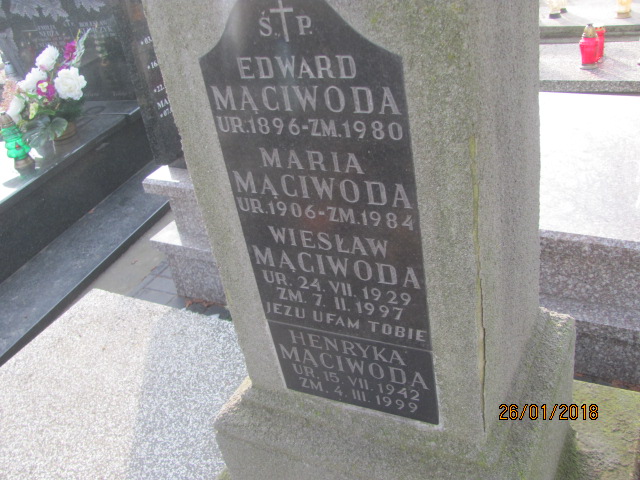 Ś.†P.
EDWARD
MĄCIWODA
UR.1896-ZM.1980
MARIA
MĄCIWODA
UR.1906-ZM.1984
WIESŁAW
MĄCIWODA
UR. 24. VII. 1929
ZM. 7. II. 1997
JEZU UFAM TOBIE
HENRYKA
MĄCIWODA
UR. 15. VII. 1942
ZM. 4. III. 1999
26/01/2018